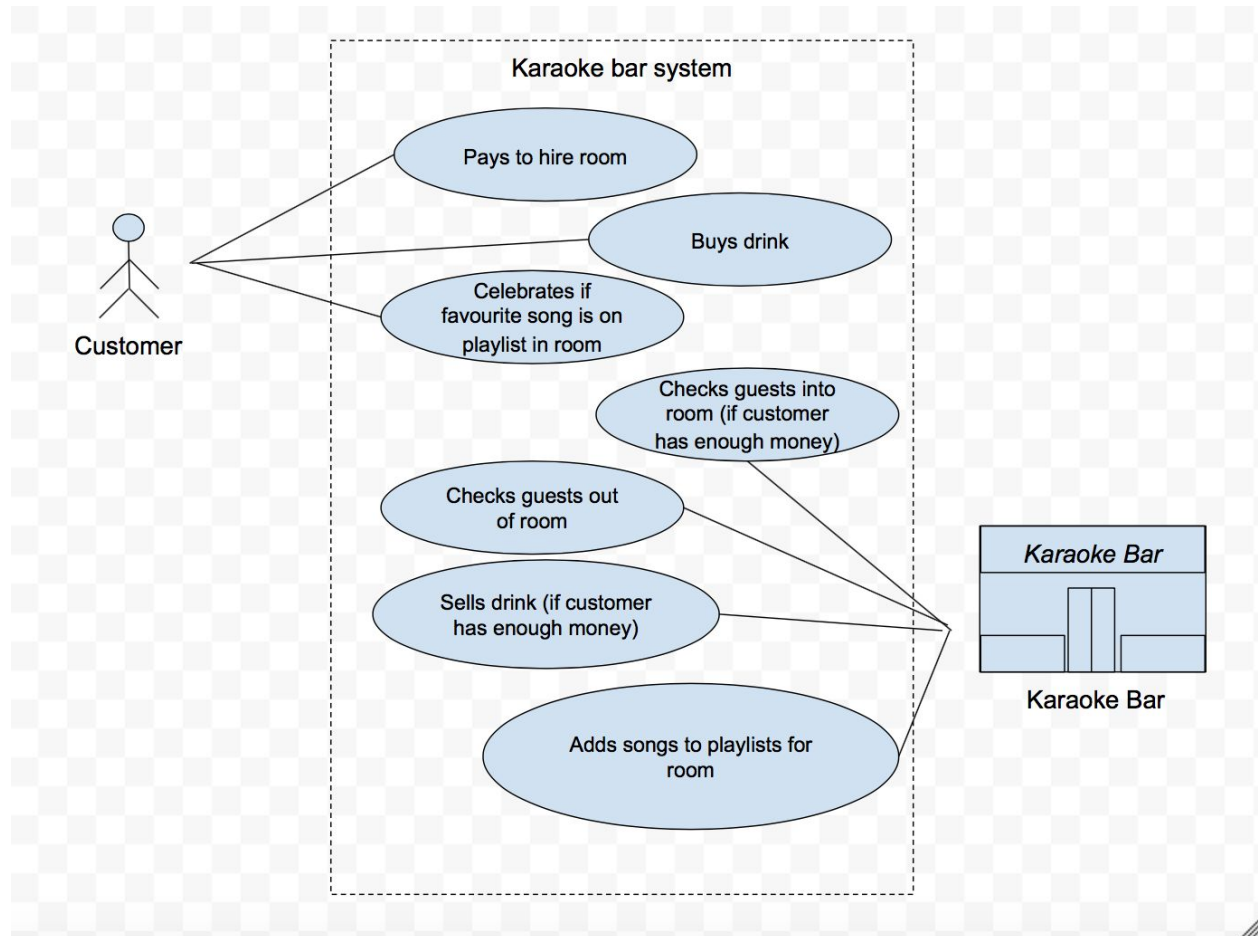 Karaoke bar system
Pays to hire room
Buys drink
Celebrates if
favourite song is on
playlist in room
Customer
Checks guests into
room (if customer
has enough money)
Checks guests out
of room
Karaoke Bar
Sells drink (if customer
has enough money)
Karaoke Bar
Adds songs to playlists for
room